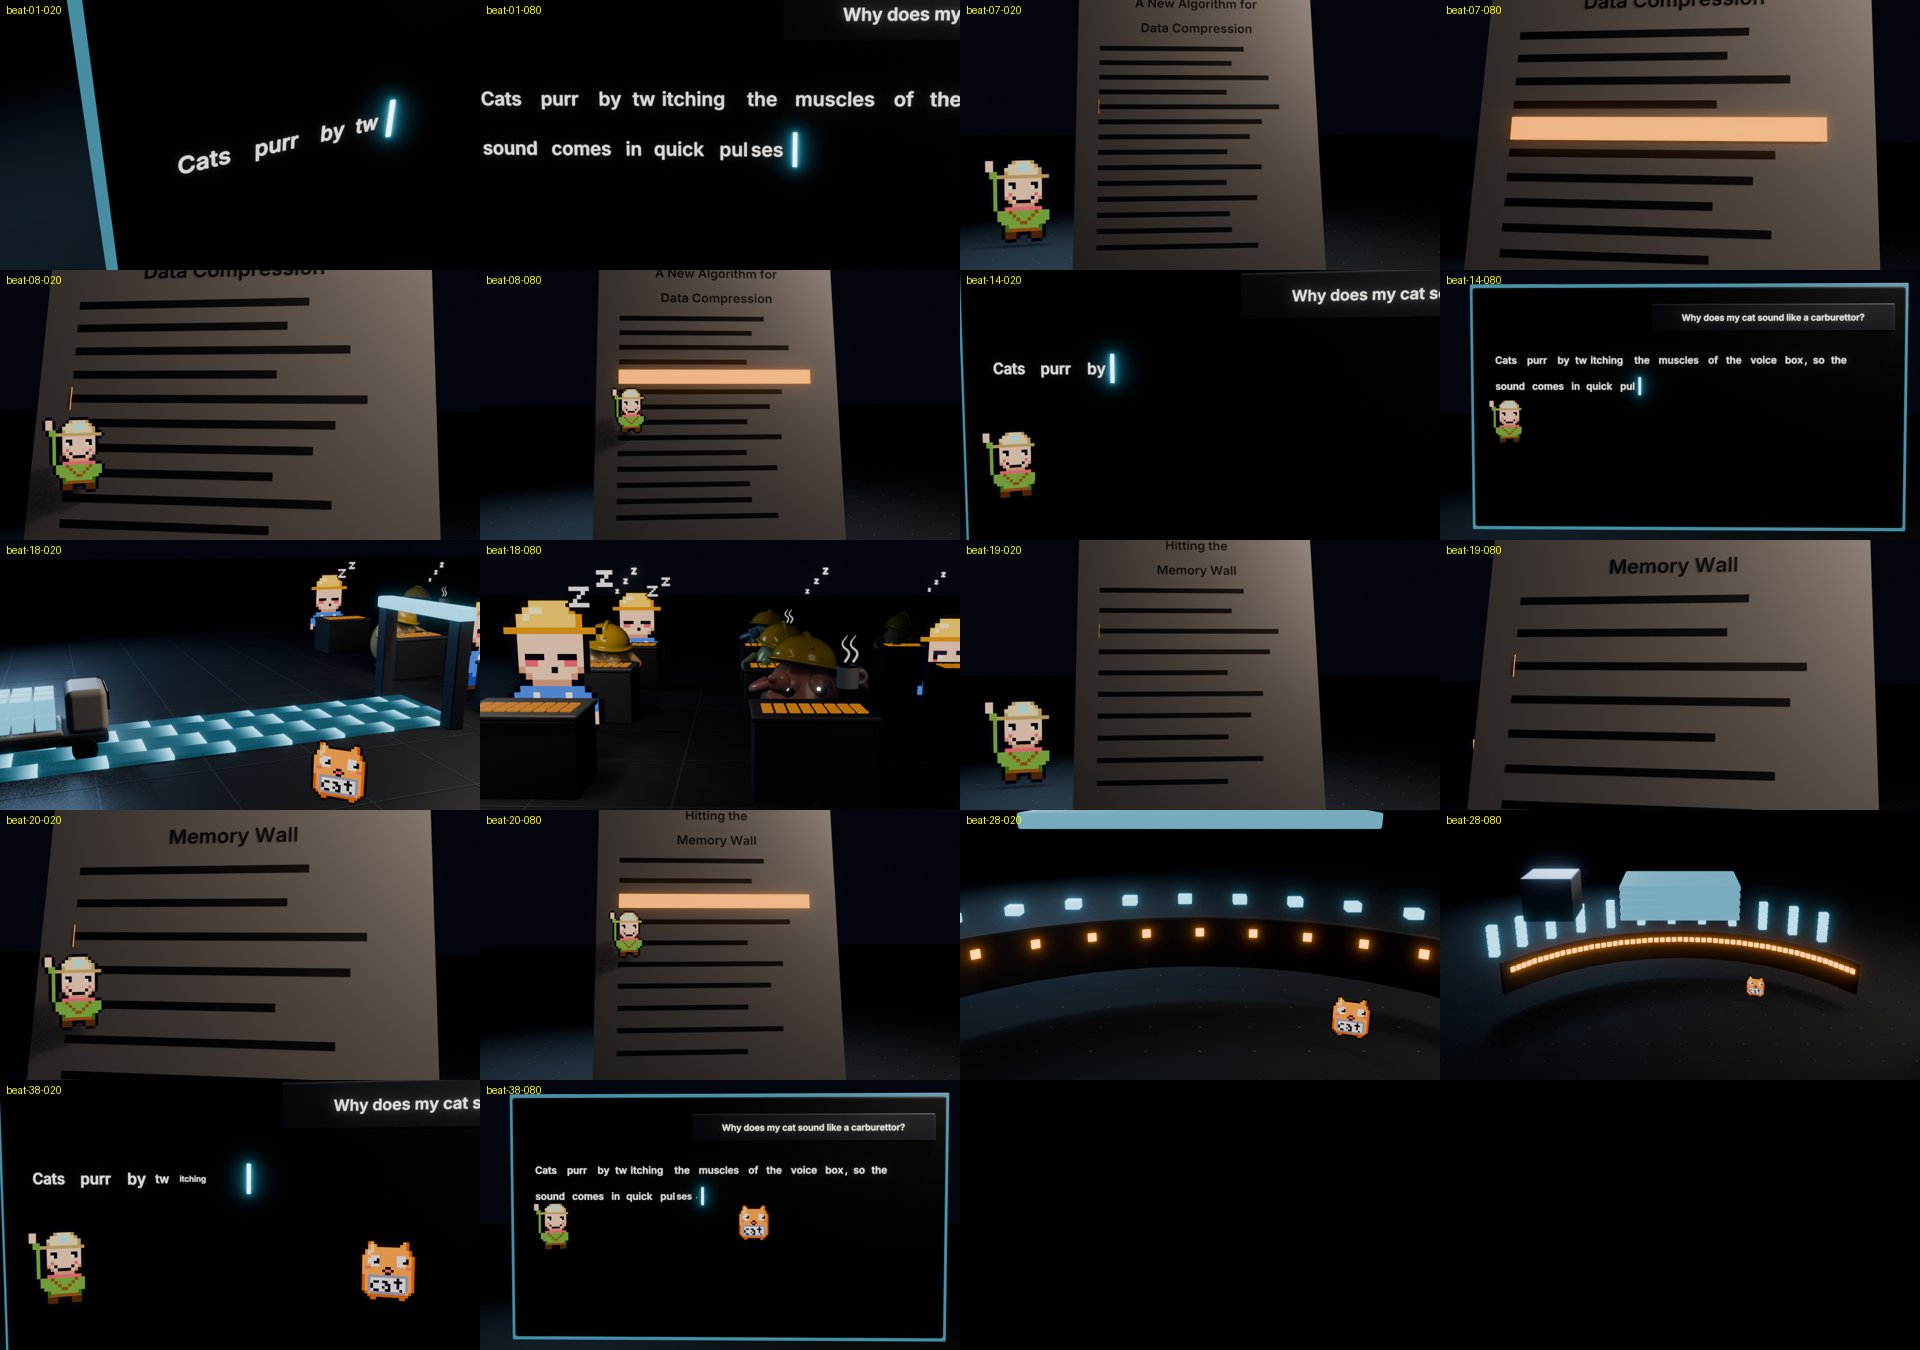 beat-01-020
Cats purr by tw
beat-01-080
Why does my
Cats purr by tw itching the muscles of the
sound comes in quick pul ses
beat-07-020
A New Algorithm for
Data Compression
beat-07-080
Data Compression
beat-08-020
Data Compression
beat-08-080
A New Algorithm for
Data Compression
beat-14-020
Why does my cat s
Cats purr by
beat-14-080
Why does my cat sound like a carburettor?
Cats purr by tw itching the muscles of the voice box, so the
sound comes in quick pul
beat-18-020
z z
cat
beat-18-080
Z Z z z Z Z
z z z
z z
beat-19-020
Hitting the
Memory Wall
beat-19-080
Memory Wall
beat-20-020
Memory Wall
beat-20-080
Hitting the
Memory Wall
beat-28-020
cat
beat-28-080
cat
beat-38-020
Why does my cat s
Cats purr by tw itching
cat
beat-38-080
Why does my cat sound like a carburettor?
Cats purr by tw itching the muscles of the voice box, so the
sound comes in quick pul ses
cat